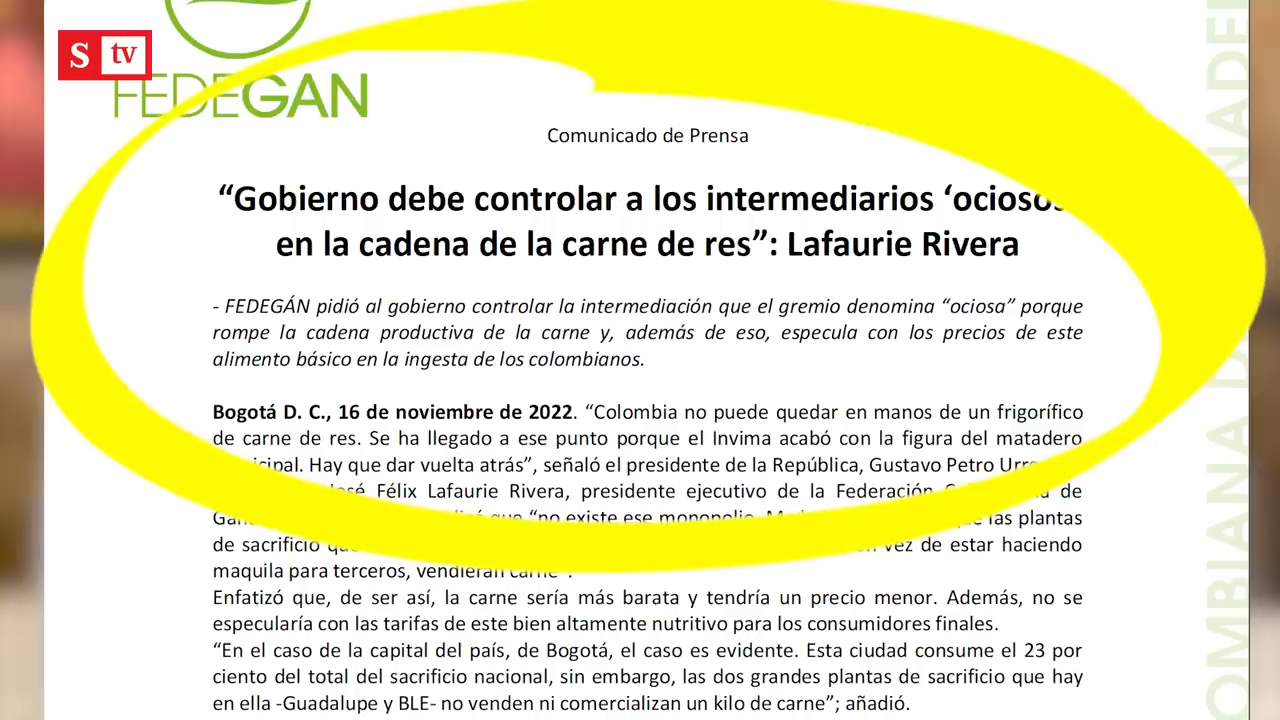 S tv
FEDEGAN
Comunicado de Prensa
“Gobierno debe controlar a los intermediarios ‘ociosos
en la cadena de la carne de res”: Lafaurie Rivera
- FEDEGÁN pidió al gobierno controlar la intermediación que el gremio denomina “ociosa” porque
rompe la cadena productiva de la carne y, además de eso, especula con los precios de este
alimento básico en la ingesta de los colombianos.
Bogotá D. C., 16 de noviembre de 2022. “Colombia no puede quedar en manos de un frigorífico
de carne de res. Se ha llegado a ese punto porque el Invima acabó con la figura del matadero
Hay que dar vuelta atrás”, señaló el presidente de la República, Gustavo Petro
José Félix Lafaurie Rivera, presidente ejecutivo de la Federación de
que “no existe ese monopolio. las plantas
de sacrificio vez de estar haciendo
maquila para terceros, vendieran carne”.
Enfatizó que, de ser así, la carne sería más barata y tendría un precio menor. Además, no se
especularía con las tarifas de este bien altamente nutritivo para los consumidores finales.
“En el caso de la capital del país, de Bogotá, el caso es evidente. Esta ciudad consume el 23 por
ciento del total del sacrificio nacional, sin embargo, las dos grandes plantas de sacrificio que hay
en ella -Guadalupe y BLE- no venden ni comercializan un kilo de carne”; añadió.